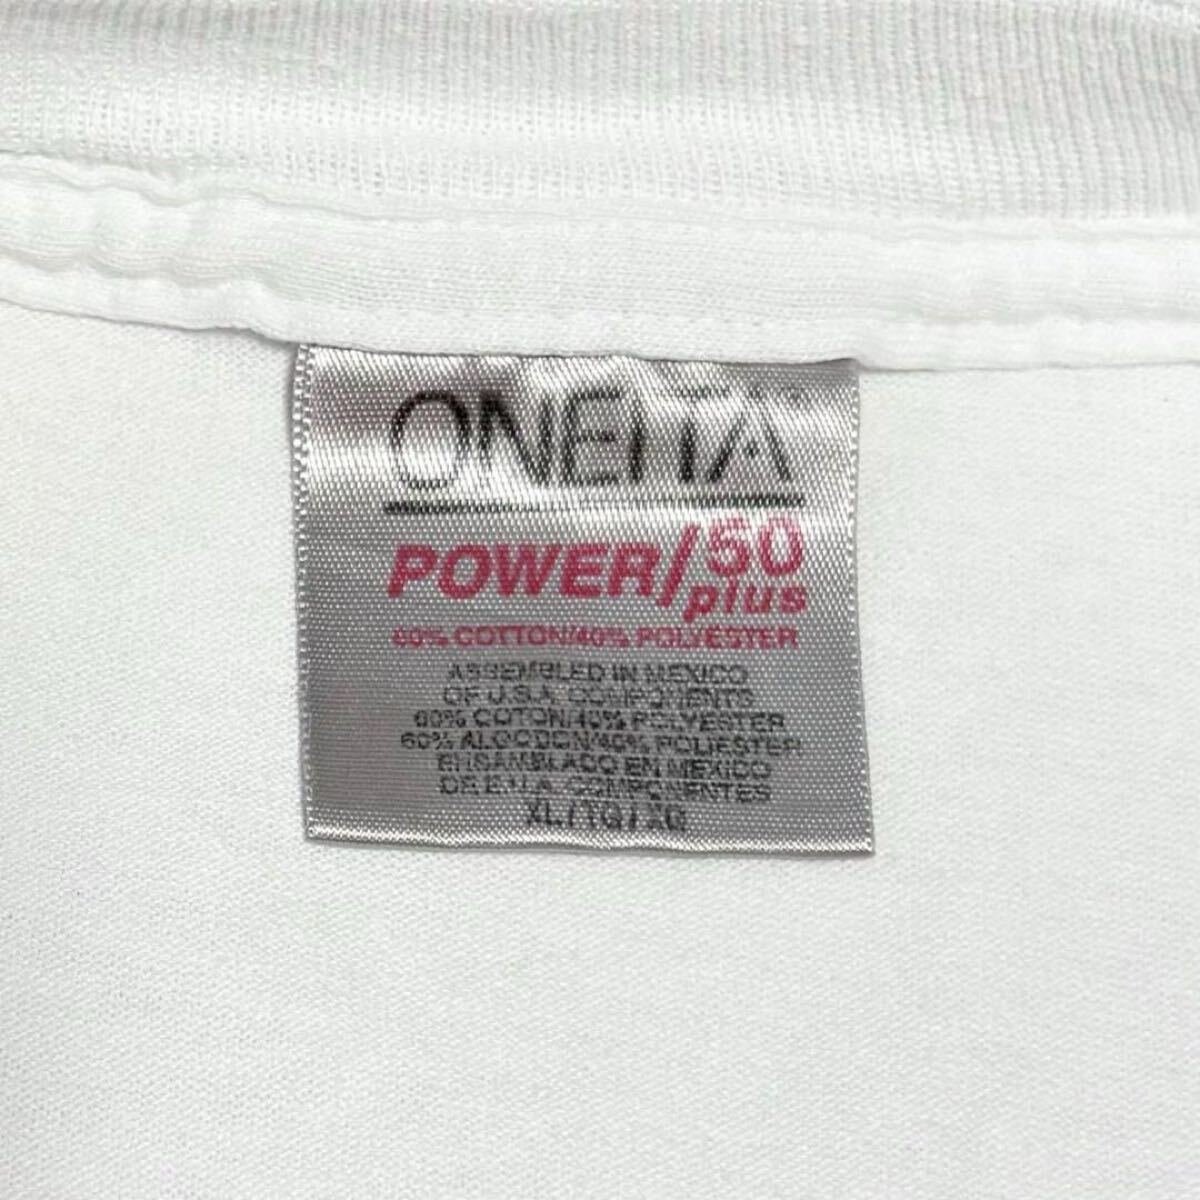 ONEITA
POWER/50 plus
60% COTTON/40% POLYESTER
ASSEMBLED IN MEXICO
OF U.S.A. COMPONENTS
60% COTON/40% POLYESTER
60% ALGODON/40% POLIESTER
ENSAMBLADO EN MEXICO
DE E.U.A. COMPONENTES
XL/TG/XG